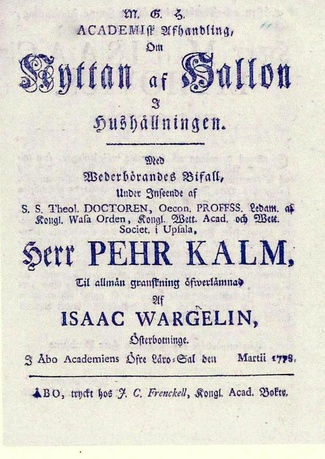 M. G. H.
ACADEMISK Afhandling,
Om
Nyttan af Hallon
I
Hushållningen.
Med
Wederbörandes Bifall,
Under Inseende af
S. S. Theol. DOCTOREN, Oecon. PROFESS. Ledam. af
Kongl. Wasa Orden, Kongl. Wett. Acad. och Wett.
Societ. i Upsala,
Herr PEHR KALM,
Til allmän granskning öfwerlämnad
Af
ISAAC WARGELIN,
Österbotninge.
I Åbo Academiens Öfre Läro-Sal den Martii 1778.
ÅBO, tryckt hos J. C. Frenckell, Kongl. Acad. Boktr.